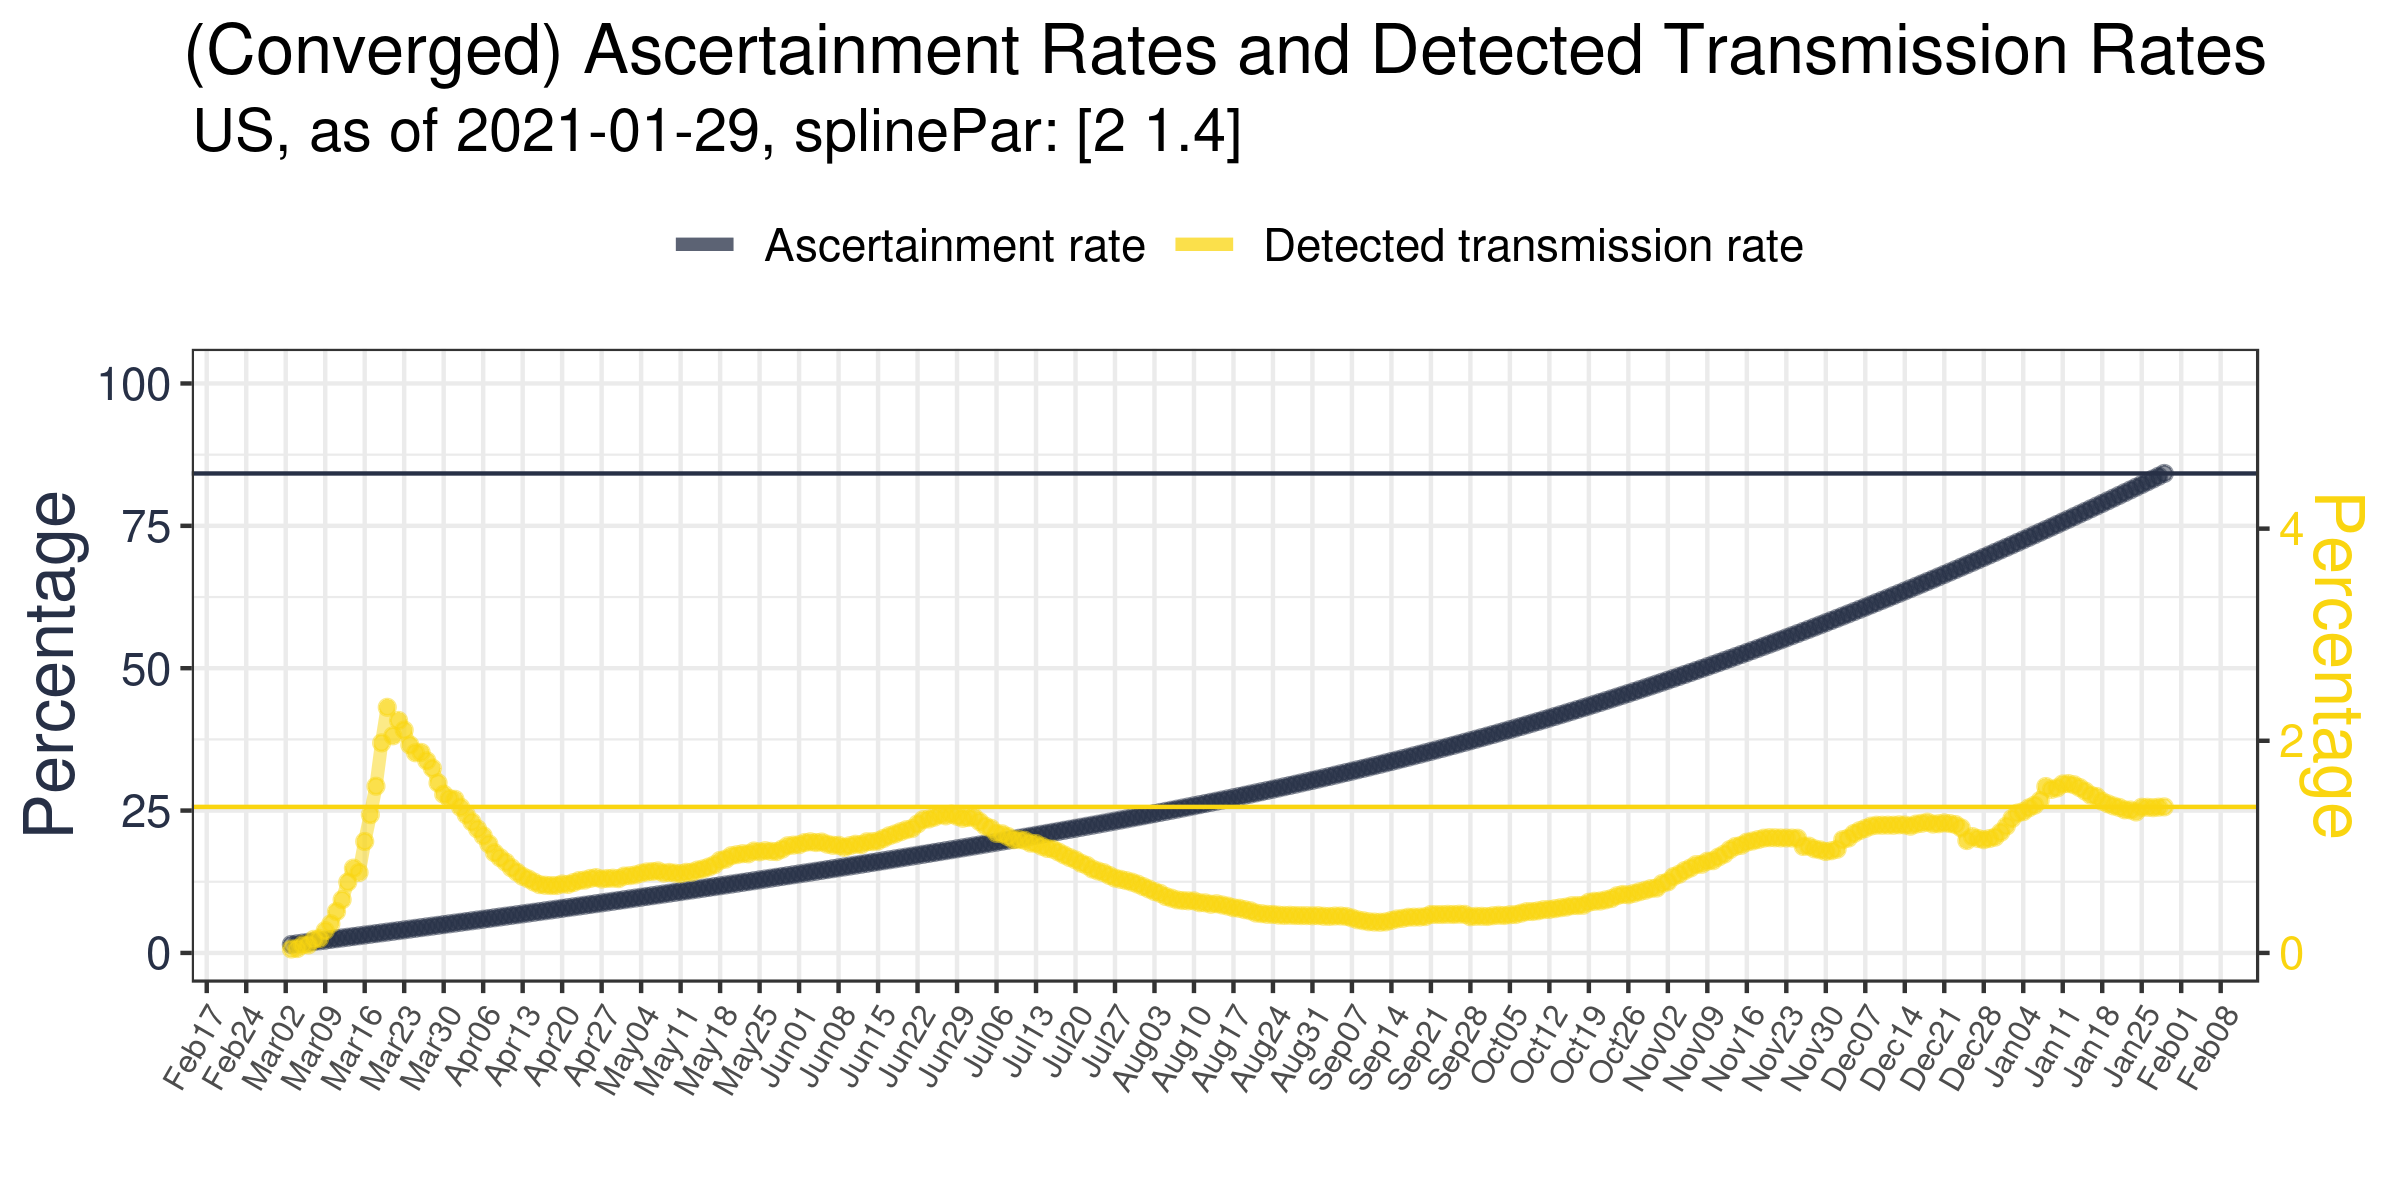 (Converged) Ascertainment Rates and Detected Transmission Rates
US, as of 2021-01-29, splinePar: [2 1.4]
Ascertainment rate Detected transmission rate
Percentage
100
75
50
25
0
Percentage
4
2
0
Feb17 Feb24 Mar02 Mar09 Mar16 Mar23 Mar30 Apr06 Apr13 Apr20 Apr27 May04 May11 May18 May25 Jun01 Jun08 Jun15 Jun22 Jun29 Jul06 Jul13 Jul20 Jul27 Aug03 Aug10 Aug17 Aug24 Aug31 Sep07 Sep14 Sep21 Sep28 Oct05 Oct12 Oct19 Oct26 Nov02 Nov09 Nov16 Nov23 Nov30 Dec07 Dec14 Dec21 Dec28 Jan04 Jan11 Jan18 Jan25 Feb01 Feb08